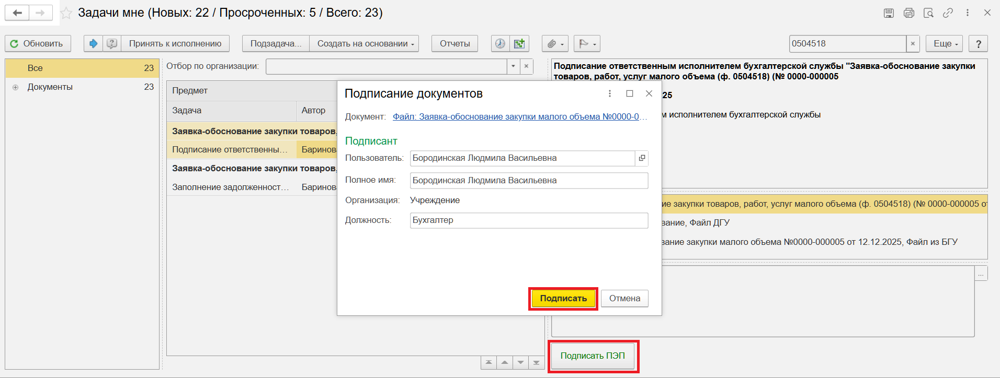 Задачи мне (Новых: 22 / Просроченных: 5 / Всего: 23)
Обновить
Принять к исполнению
Подзадача...
Создать на основании
Отчеты
0504518
×
Еще
?
Все 23
Документы 23
Отбор по организации:
×
Предмет
Задача Автор
Заявка-обоснование закупки товаров,
Подписание ответственны... Баринов
Заявка-обоснование закупки товаров,
Заполнение задолженност... Баринов
Подписание ответственным исполнителем бухгалтерской службы "Заявка-обоснование закупки
товаров, работ, услуг малого объема (ф. 0504518) (№ 0000-000005
25
м исполнителем бухгалтерской службы
ие закупки товаров, работ, услуг малого объема (ф. 0504518) (№ 0000-000005 от
вание, Файл ДГУ
вание закупки малого объема №0000-000005 от 12.12.2025, Файл из БГУ
...
Подписание документов
Документ: Файл: Заявка-обоснование закупки малого объема №0000-0...
Подписант
Пользователь: Бородинская Людмила Васильевна
Полное имя: Бородинская Людмила Васильевна
Организация: Учреждение
Должность: Бухгалтер
Подписать
Отмена
Подписать ПЭП